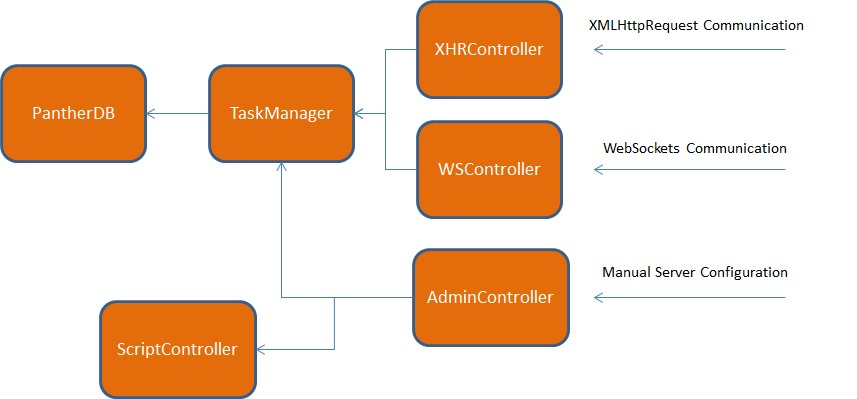 XMLHttpRequest Communication
XHRController
PantherDB
TaskManager
WebSockets Communication
WSController
Manual Server Configuration
AdminController
ScriptController